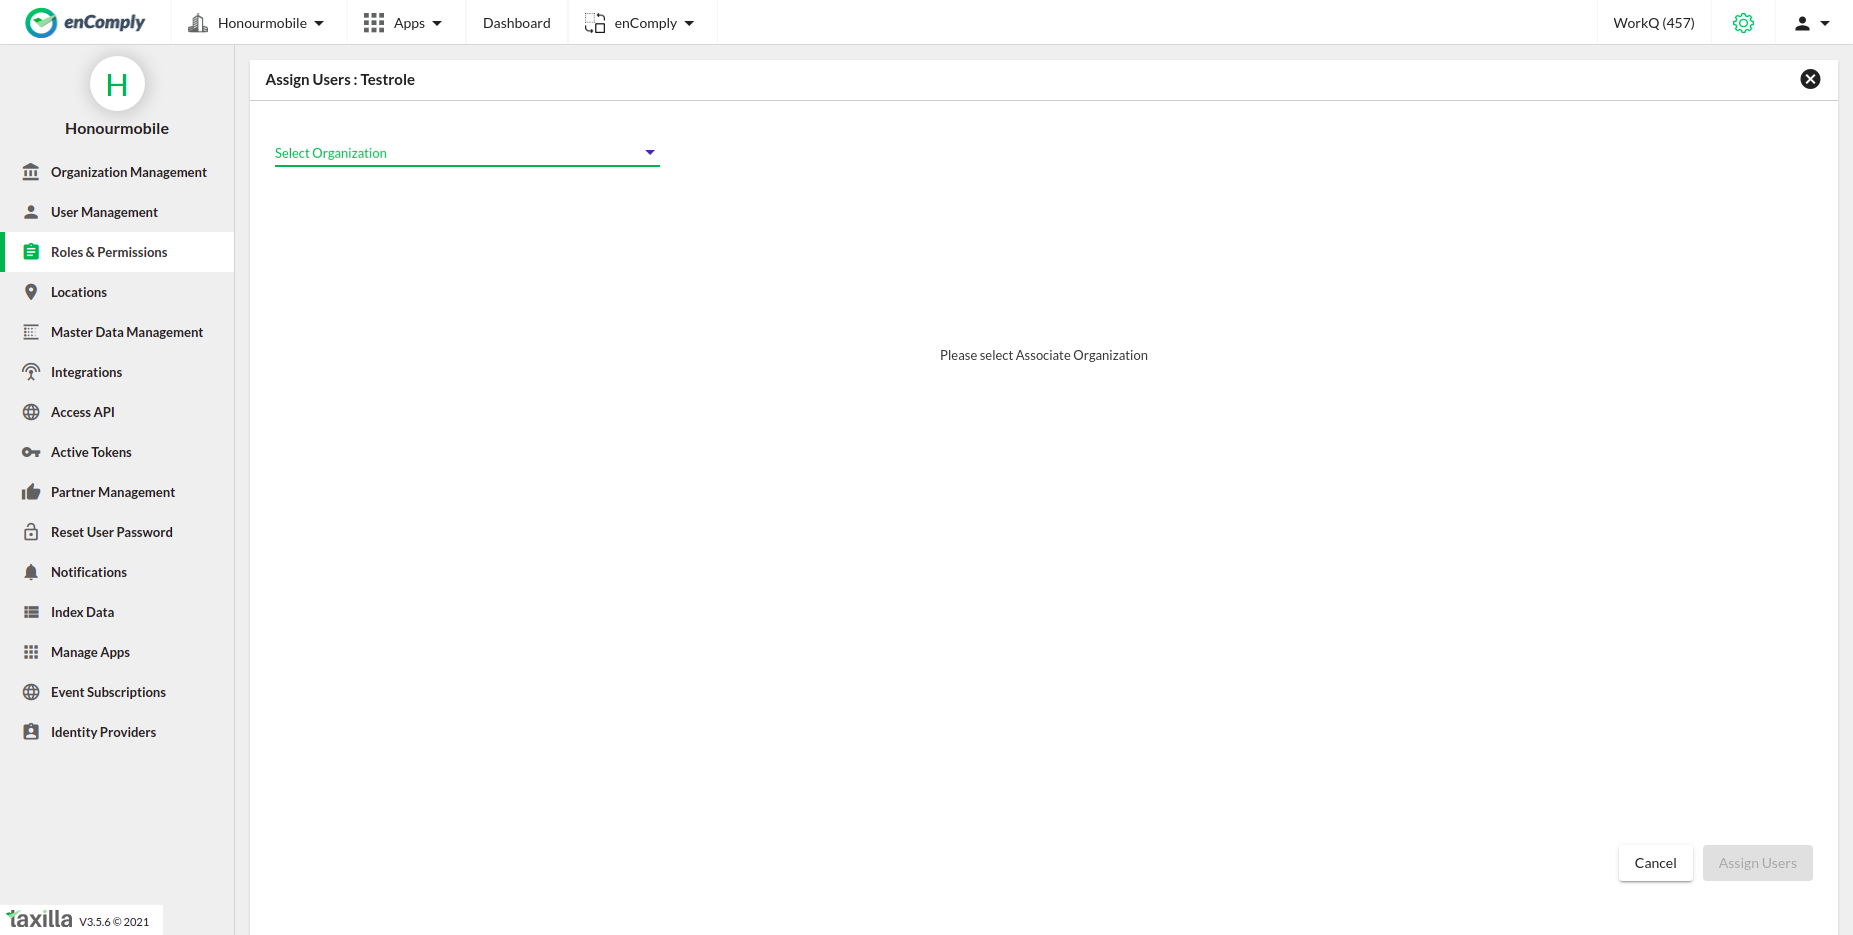 enComply
Honourmobile
Apps
Dashboard
enComply
WorkQ (457)
H
Honourmobile
Organization Management
User Management
Roles & Permissions
Locations
Master Data Management
Integrations
Access API
Active Tokens
Partner Management
Reset User Password
Notifications
Index Data
Manage Apps
Event Subscriptions
Identity Providers
taxilla V3.5.6 © 2021
Assign Users : Testrole
Select Organization
Please select Associate Organization
Cancel
Assign Users